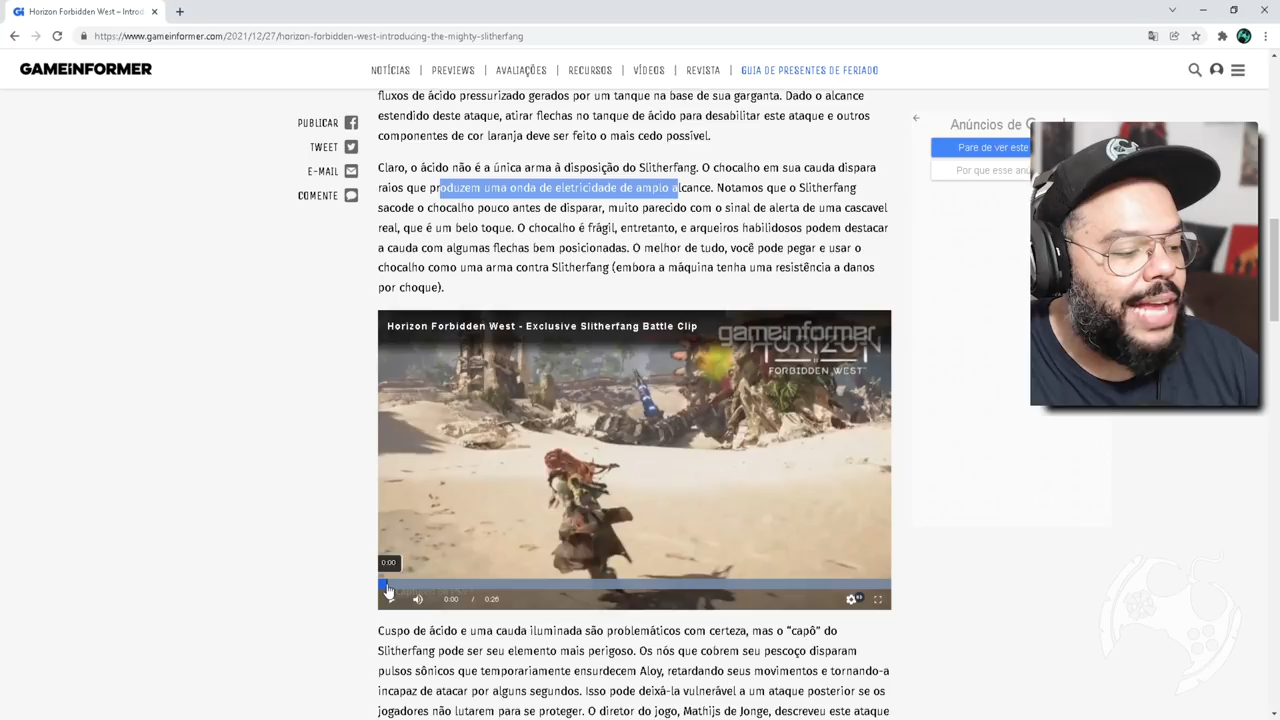 Horizon Forbidden West – Introd
https://www.gameinformer.com/2021/12/27/horizon-forbidden-west-introducing-the-mighty-slitherfang
GAMEINFORMER
NOTÍCIAS | PREVIEWS | AVALIAÇÕES | RECURSOS | VÍDEOS | REVISTA | GUIA DE PRESENTES DE FERIADO
PUBLICAR
TWEET
E-MAIL
COMENTE
fluxos de ácido pressurizado gerados por um tanque na base de sua garganta. Dado o alcance
estendido deste ataque, atirar flechas no tanque de ácido para desabilitar este ataque e outros
componentes de cor laranja deve ser feito o mais cedo possível.
Claro, o ácido não é a única arma à disposição do Slitherfang. O chocalho em sua cauda dispara
raios que produzem uma onda de eletricidade de amplo alcance. Notamos que o Slitherfang
sacode o chocalho pouco antes de disparar, muito parecido com o sinal de alerta de uma cascavel
real, que é um belo toque. O chocalho é frágil, entretanto, e arqueiros habilidosos podem destacar
a cauda com algumas flechas bem posicionadas. O melhor de tudo, você pode pegar e usar o
chocalho como uma arma contra Slitherfang (embora a máquina tenha uma resistência a danos
por choque).
Horizon Forbidden West - Exclusive Slitherfang Battle Clip
gameinformer
HORIZON
FORBIDDEN WEST
0:00
0:00 / 0:26
Cuspo de ácido e uma cauda iluminada são problemáticos com certeza, mas o “capô” do
Slitherfang pode ser seu elemento mais perigoso. Os nós que cobrem seu pescoço disparam
pulsos sônicos que temporariamente ensurdecem Aloy, retardando seus movimentos e tornando-a
incapaz de atacar por alguns segundos. Isso pode deixá-la vulnerável a um ataque posterior se os
jogadores não lutarem para se proteger. O diretor do jogo, Mathijs de Jonge, descreveu este ataque
Anúncios de
Pare de ver este
Por que esse anú